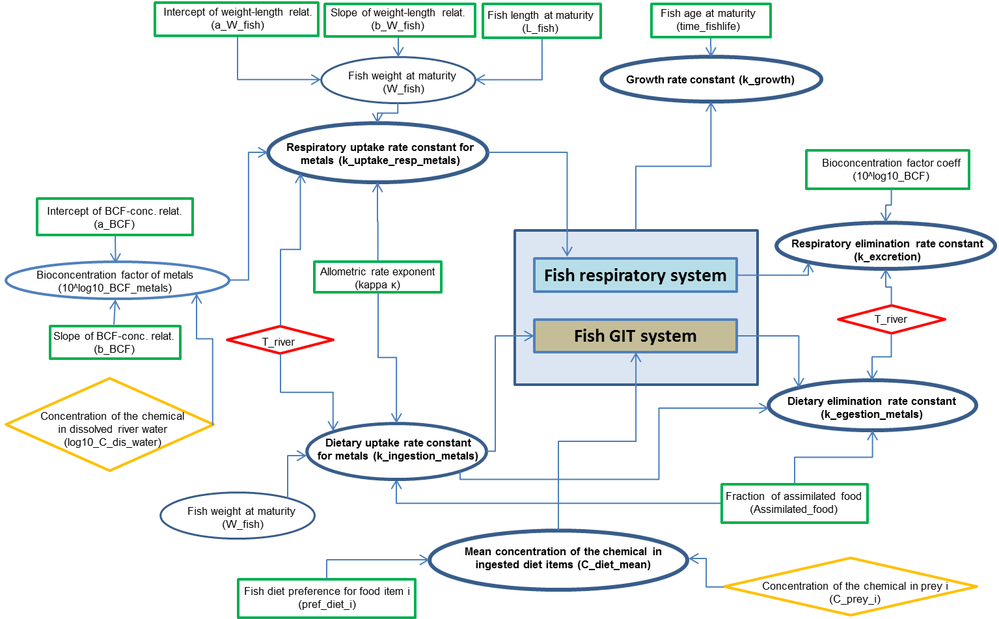 Intercept of weight-length relat.
(a_W_fish)
Slope of weight-length relat.
(b_W_fish)
Fish length at maturity
(L_fish)
Fish age at maturity
(time_fishlife)
Fish weight at maturity
(W_fish)
Growth rate constant (k_growth)
Respiratory uptake rate constant for
metals (k_uptake_resp_metals)
Bioconcentration factor coeff
(10^log10_BCF)
Intercept of BCF-conc. relat.
(a_BCF)
Respiratory elimination rate constant
(k_excretion)
Bioconcentration factor of metals
(10^log10_BCF_metals)
Allometric rate exponent
(kappa κ)
Fish respiratory system
Slope of BCF-conc. relat.
(b_BCF)
T_river
Fish GIT system
T_river
Concentration of the chemical
in dissolved river water
(log10_C_dis_water)
Dietary elimination rate constant
(k_egestion_metals)
Dietary uptake rate constant
for metals (k_ingestion_metals)
Fish weight at maturity
(W_fish)
Fraction of assimilated food
(Assimilated_food)
Mean concentration of the chemical in
ingested diet items (C_diet_mean)
Fish diet preference for food item i
(pref_diet_i)
Concentration of the chemical in prey i
(C_prey_i)